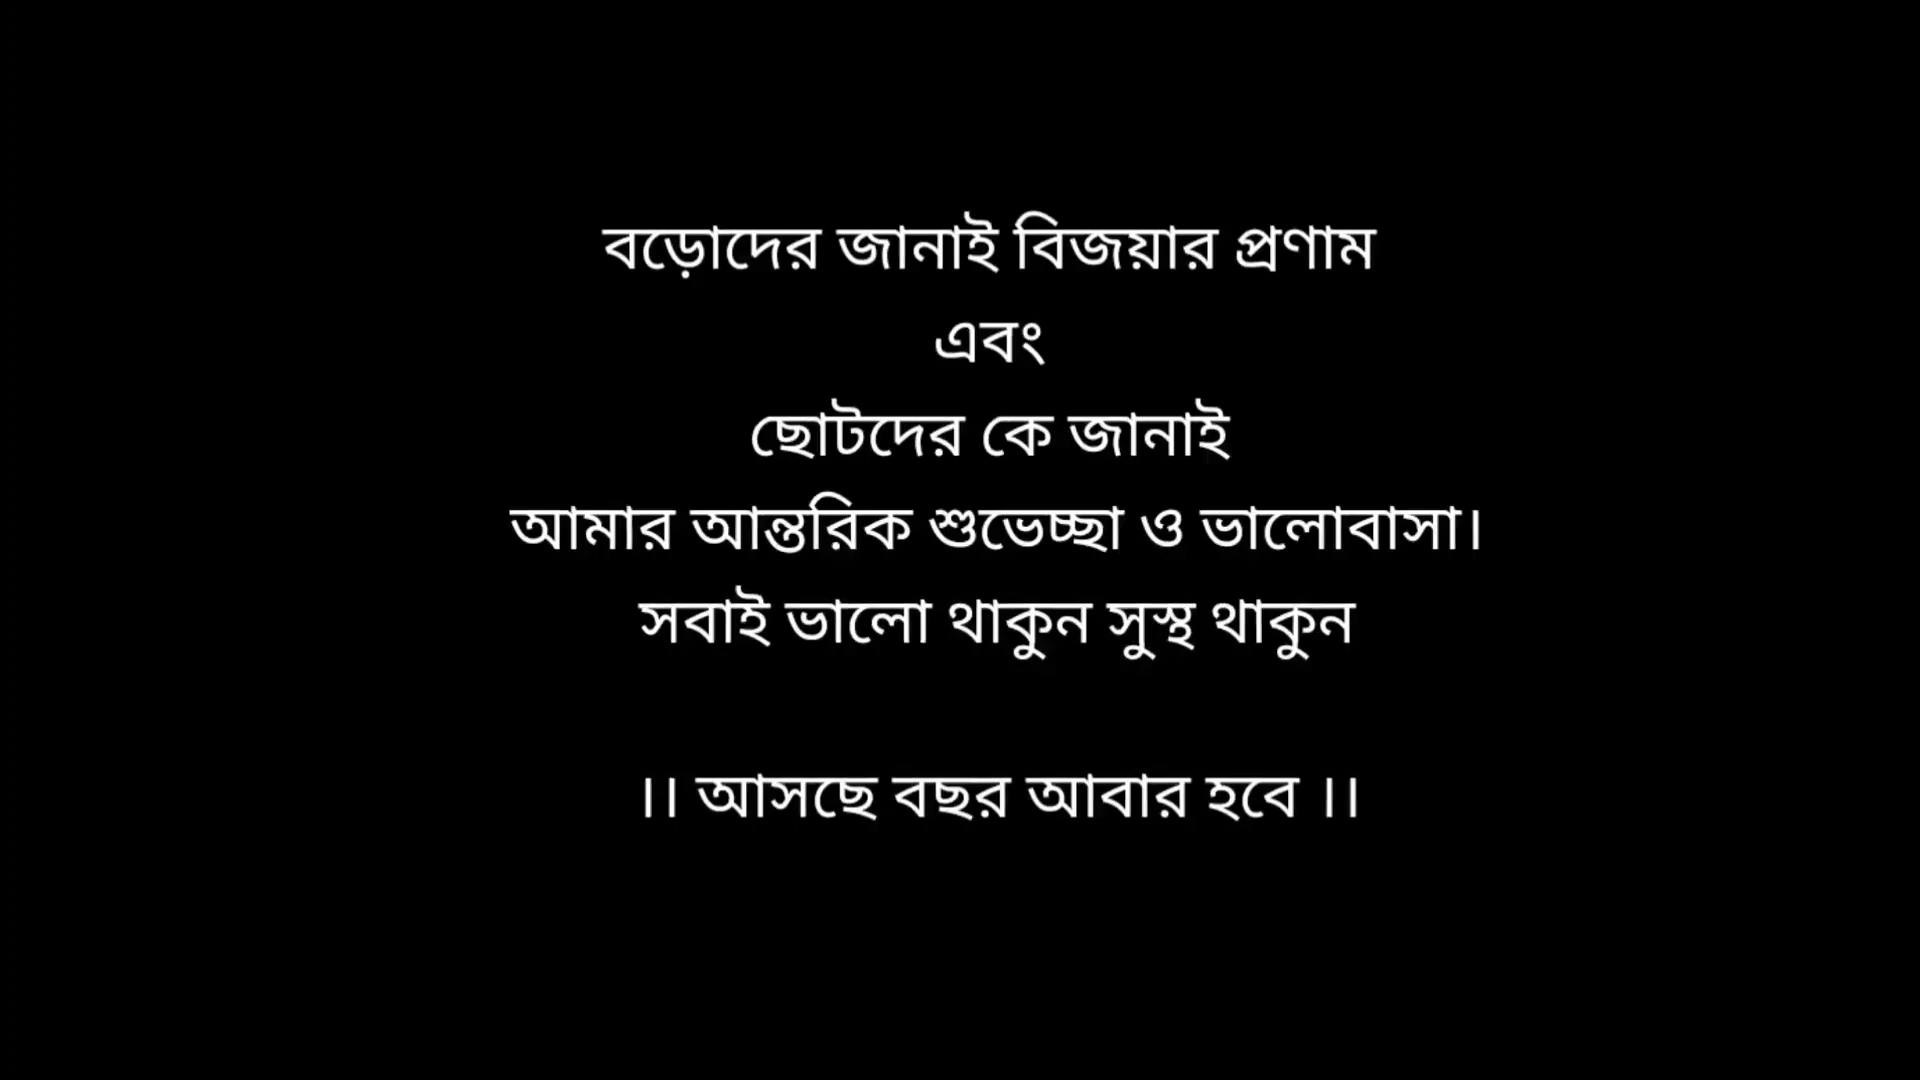 বড়োদের জানাই বিজয়ার প্রণাম
এবং
ছোটদের কে জানাই
আমার আন্তরিক শুভেচ্ছা ও ভালোবাসা।
সবাই ভালো থাকুন সুস্থ থাকুন
।। আসছে বছর আবার হবে ।।